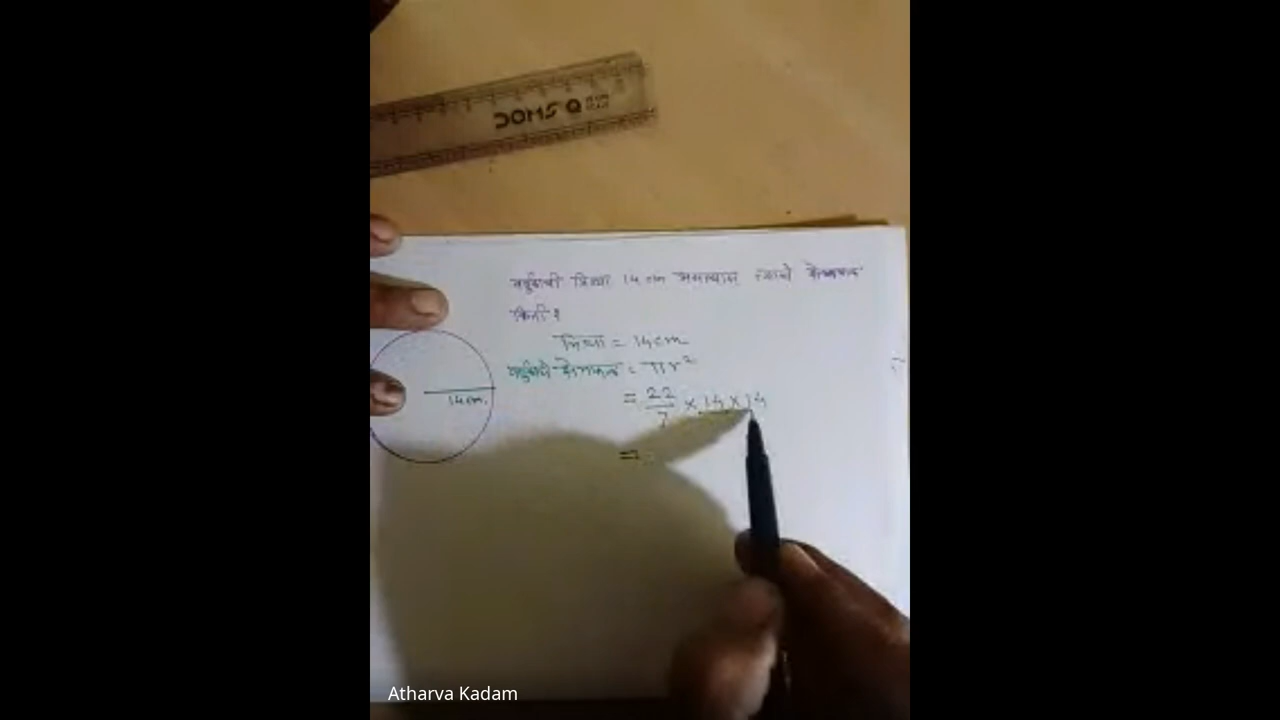 DOMS Q
वर्तुळाची त्रिज्या 14 cm असल्यास त्याचे क्षेत्रफळ
किती ?
त्रिज्या = 14cm
वर्तुळाचे क्षेत्रफळ = πr²
14cm.
= 22/7 × 14 × 14
=
Atharva Kadam